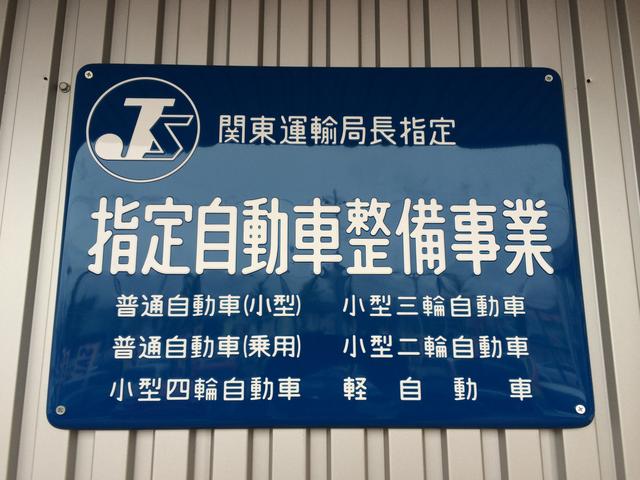 JS
関東運輸局長指定
指定自動車整備事業
普通自動車(小型) 小型三輪自動車
普通自動車(乗用) 小型二輪自動車
小型四輪自動車 軽自動車